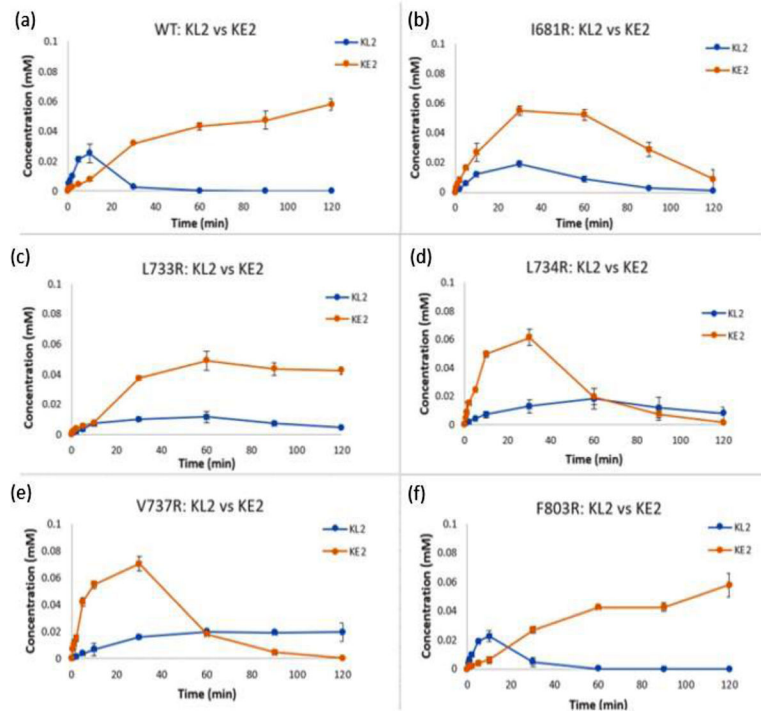 (a)
WT: KL2 vs KE2
Concentration (mM)
0.1
0.08
0.06
0.04
0.02
0
KL2
KE2
0 20 40 60 80 100 120
Time (min)
(b)
I681R: KL2 vs KE2
Concentration (mM)
0.1
0.08
0.06
0.04
0.02
0
KL2
KE2
0 20 40 60 80 100 120
Time (min)
(c)
L733R: KL2 vs KE2
Concentration (mM)
0.1
0.08
0.06
0.04
0.02
0
KL2
KE2
0 20 40 60 80 100 120
Time (min)
(d)
L734R: KL2 vs KE2
Concentration (mM)
0.1
0.08
0.06
0.04
0.02
0
KL2
KE2
0 20 40 60 80 100 120
Time (min)
(e)
V737R: KL2 vs KE2
Concentration (mM)
0.1
0.08
0.06
0.04
0.02
0
KL2
KE2
0 20 40 60 80 100 120
Time (min)
(f)
F803R: KL2 vs KE2
Concentration (mM)
0.1
0.08
0.06
0.04
0.02
0
KL2
KE2
0 20 40 60 80 100 120
Time (min)